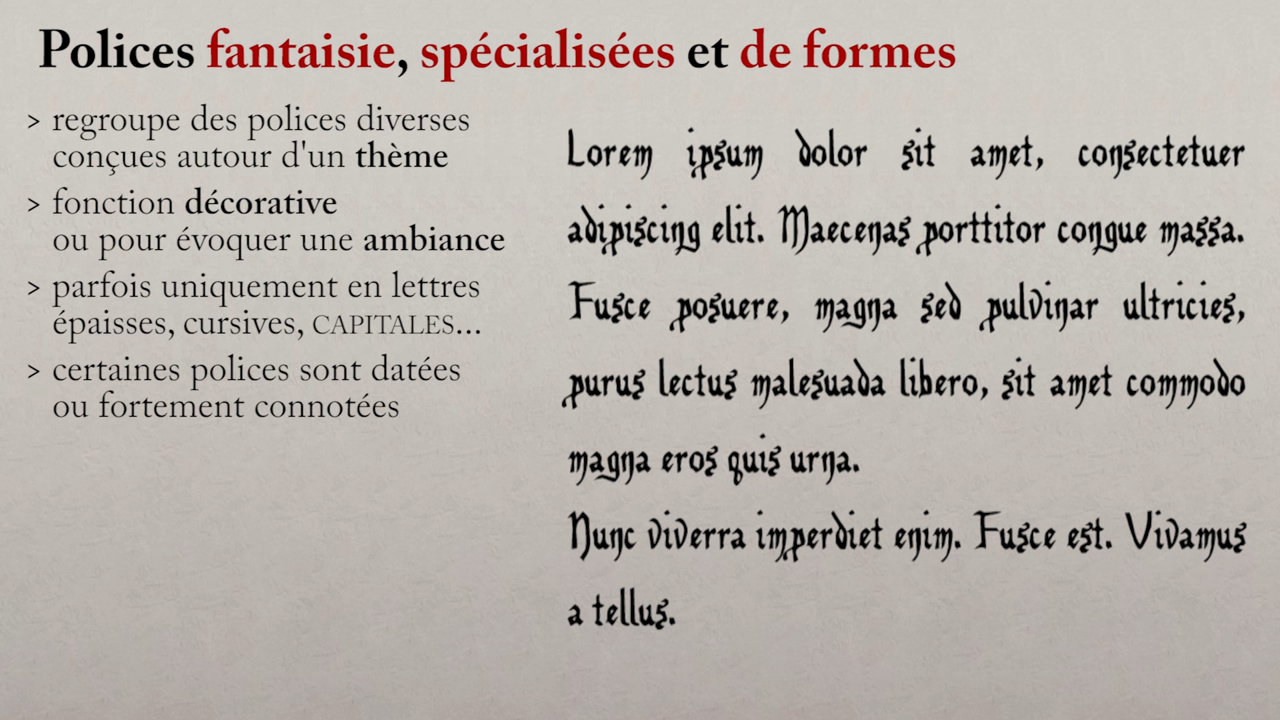 Polices fantaisie, spécialisées et de formes
> regroupe des polices diverses
conçues autour d'un thème
> fonction décorative
ou pour évoquer une ambiance
> parfois uniquement en lettres
épaisses, cursives, CAPITALES...
> certaines polices sont datées
ou fortement connotées
Lorem ipsum dolor sit amet, consectetuer
adipiscing elit. Maecenas porttitor congue massa.
Fusce posuere, magna sed pulvinar ultricies,
purus lectus malesuada libero, sit amet commodo
magna eros quis urna.
Nunc viverra imperdiet enim. Fusce est. Vivamus
a tellus.